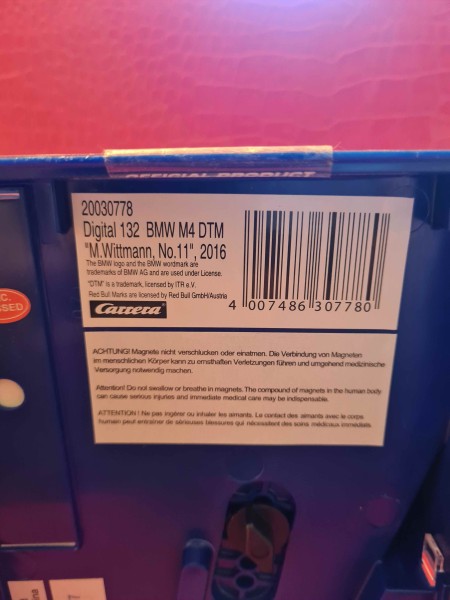 OFFICIAL PRODUCT
20030778
Digital 132 BMW M4 DTM
"M.Wittmann, No.11", 2016
The BMW logo and the BMW wordmark are
trademarks of BMW AG and are used under License.
"DTM" is a trademark, licensed by ITR e.V.
Red Bull Marks are licensed by Red Bull GmbH/Austria
Carrera
4 007486 307780
C.
SED
ACHTUNG! Magnete nicht verschlucken oder einatmen. Die Verbindung von Magneten
im menschlichen Körper kann zu ernsthaften Verletzungen führen und umgehend medizinische
Versorgung notwendig machen.
Attention! Do not swallow or breathe in magnets. The compound of magnets in the human body
can cause serious injuries and immediate medical care may be indispensable.
ATTENTION ! Ne pas ingérer ou inhaler les aimants. Le contact des aimants avec le corps
humain peut entraîner de sérieuses blessures qui nécessitent des soins médicaux immédiats.